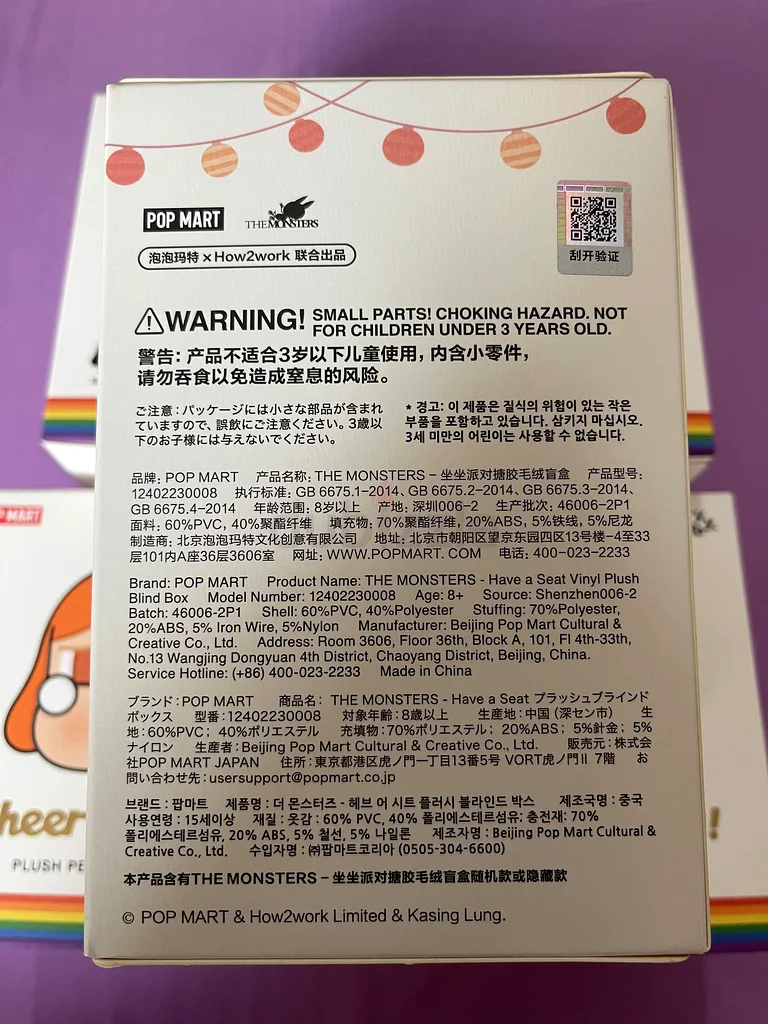 POP MART
THE MONSTERS
泡泡玛特 × How2work 联合出品
刮开验证
WARNING! SMALL PARTS! CHOKING HAZARD. NOT
FOR CHILDREN UNDER 3 YEARS OLD.
警告: 产品不适合3岁以下儿童使用, 内含小零件,
请勿吞食以免造成窒息的风险。
ご注意:パッケージには小さな部品が含まれ
ていますので、誤飲にご注意ください。3歳以
下のお子様には与えないでください。
* 경고: 이 제품은 질식의 위험이 있는 작은
부품을 포함하고 있습니다. 삼키지 마십시오.
3세 미만의 어린이는 사용할 수 없습니다.
品牌: POP MART 产品名称: THE MONSTERS – 坐坐派对搪胶毛绒盲盒 产品型号:
12402230008 执行标准: GB 6675.1–2014、GB 6675.2–2014、GB 6675.3–2014、
GB 6675.4–2014 年龄范围: 8岁以上 产地: 深圳006–2 生产批次: 46006–2P1
面料: 60%PVC, 40%聚酯纤维 填充物: 70%聚酯纤维, 20%ABS, 5%铁线, 5%尼龙
制造商: 北京泡泡玛特文化创意有限公司 地址: 北京市朝阳区望京东园四区13号楼–4至33
层101内A座36层3606室 网址: WWW.POPMART. COM 电话: 400–023–2233
Brand: POP MART Product Name: THE MONSTERS - Have a Seat Vinyl Plush
Blind Box Model Number: 12402230008 Age: 8+ Source: Shenzhen006-2
Batch: 46006-2P1 Shell: 60%PVC, 40%Polyester Stuffing: 70%Polyester,
20%ABS, 5% Iron Wire, 5%Nylon Manufacturer: Beijing Pop Mart Cultural &
Creative Co., Ltd. Address: Room 3606, Floor 36th, Block A, 101, Fl 4th-33th,
No.13 Wangjing Dongyuan 4th District, Chaoyang District, Beijing, China.
Service Hotline: (+86) 400-023-2233 Made in China
ブランド:POP MART 商品名: THE MONSTERS - Have a Seat プラッシュブラインド
ボックス 型番:12402230008 対象年齢:8歳以上 生産地:中国 (深セン市) 生
地:60%PVC; 40%ポリエステル 充填物:70%ポリエステル; 20%ABS; 5%針金; 5%
ナイロン 生産者:Beijing Pop Mart Cultural & Creative Co., Ltd. 販売元:株式会
社POP MART JAPAN 住所:東京都港区虎ノ門一丁目13番5号 VORT虎ノ門Ⅱ 7階 お
問い合わせ先:usersupport@popmart.co.jp
브랜드 : 팝마트 제품명 : 더 몬스터즈 - 헤브 어 시트 플러시 블라인드 박스 제조국명 : 중국
사용연령 : 15세이상 재질 : 옷감 : 60% PVC, 40% 폴리에스테르섬유; 충전재: 70%
폴리에스테르섬유, 20% ABS, 5% 철선, 5% 나일론 제조자명 : Beijing Pop Mart Cultural &
Creative Co., Ltd. 수입자명 : ㈜팝마트코리아 (0505-304-6600)
本产品含有THE MONSTERS – 坐坐派对搪胶毛绒盲盒随机款或隐藏款
© POP MART & How2work Limited & Kasing Lung.
P MART
heer
PLUSH PE
!